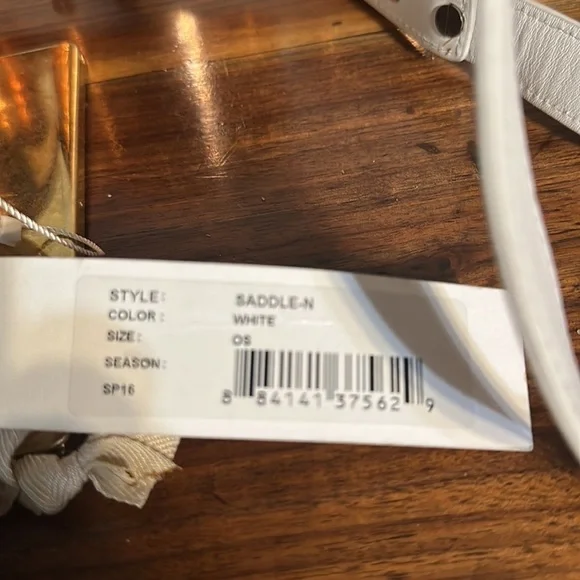 STYLE: SADDLE-N
COLOR: WHITE
SIZE: OS
SEASON:
SP16
8 84141 37562 9